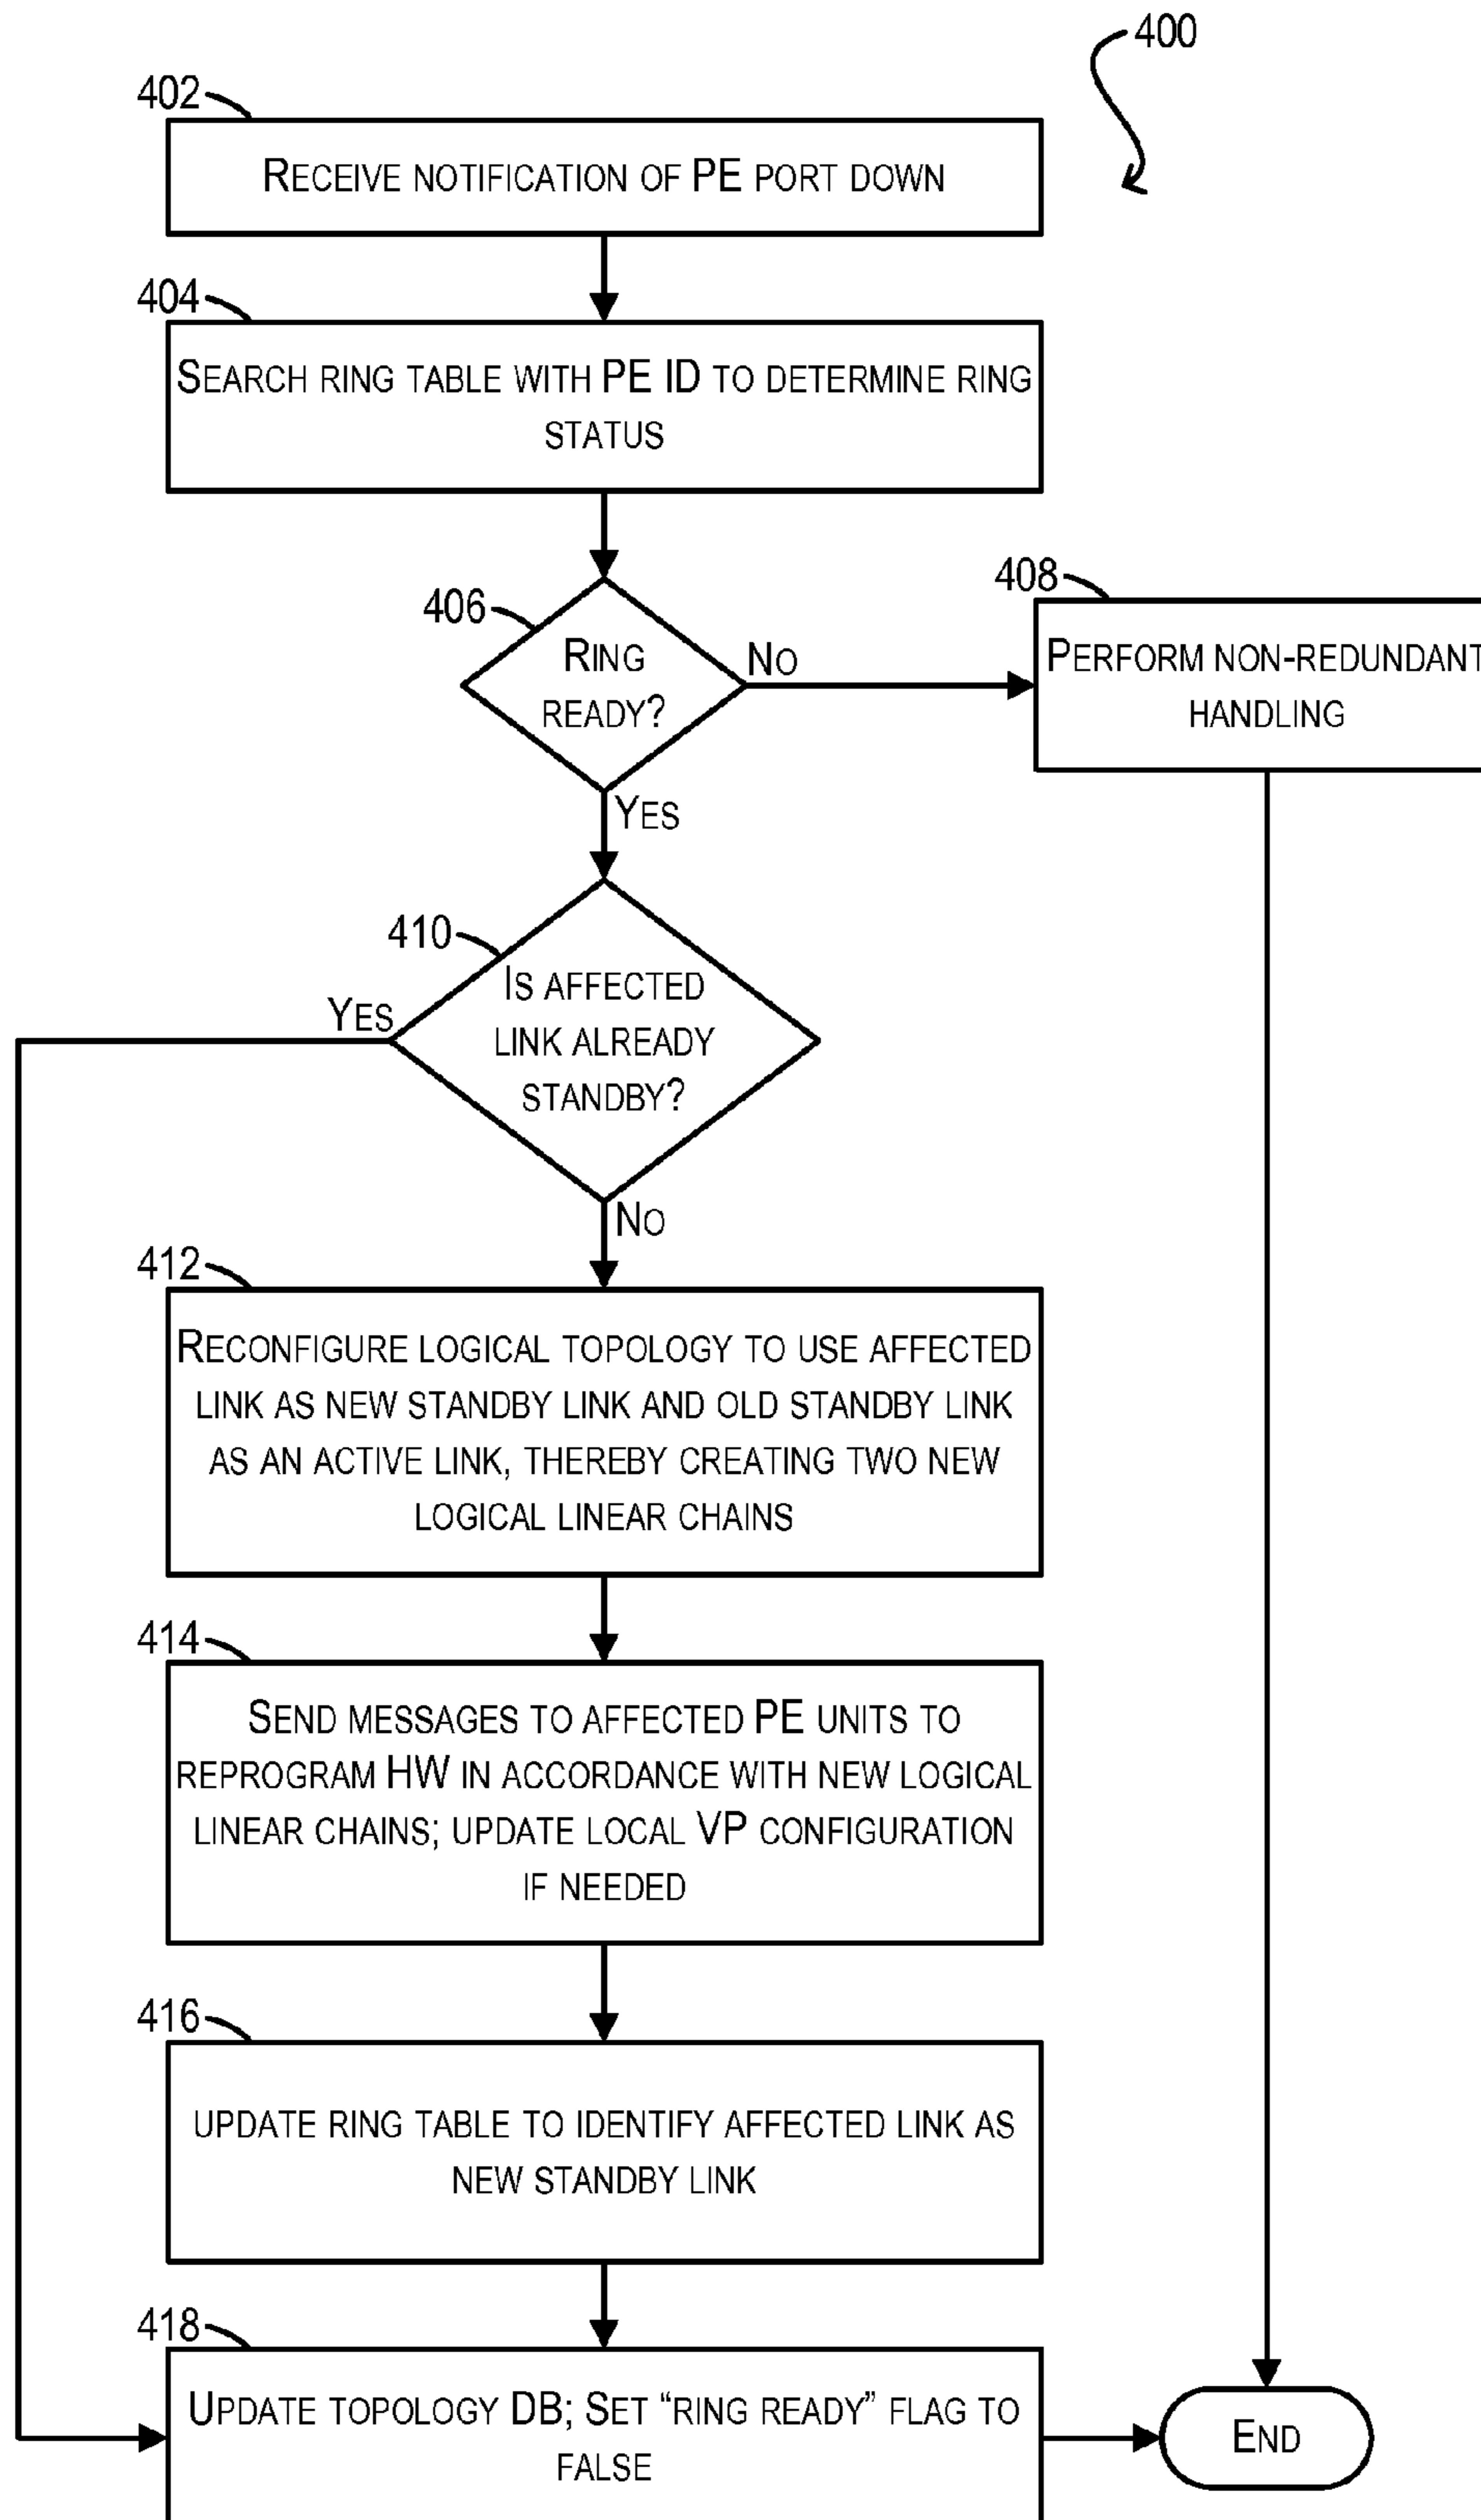 400
402
Receive notification of PE port down
404
Search ring table with PE ID to determine ring
status
406
Ring
ready?
No
Yes
408
Perform non-redundant
handling
410
Is affected
link already
standby?
Yes
No
412
Reconfigure logical topology to use affected
link as new standby link and old standby link
as an active link, thereby creating two new
logical linear chains
414
Send messages to affected PE units to
reprogram HW in accordance with new logical
linear chains; update local VP configuration
if needed
416
update ring table to identify affected link as
new standby link
418
Update topology DB; Set “ring ready” flag to
false
End